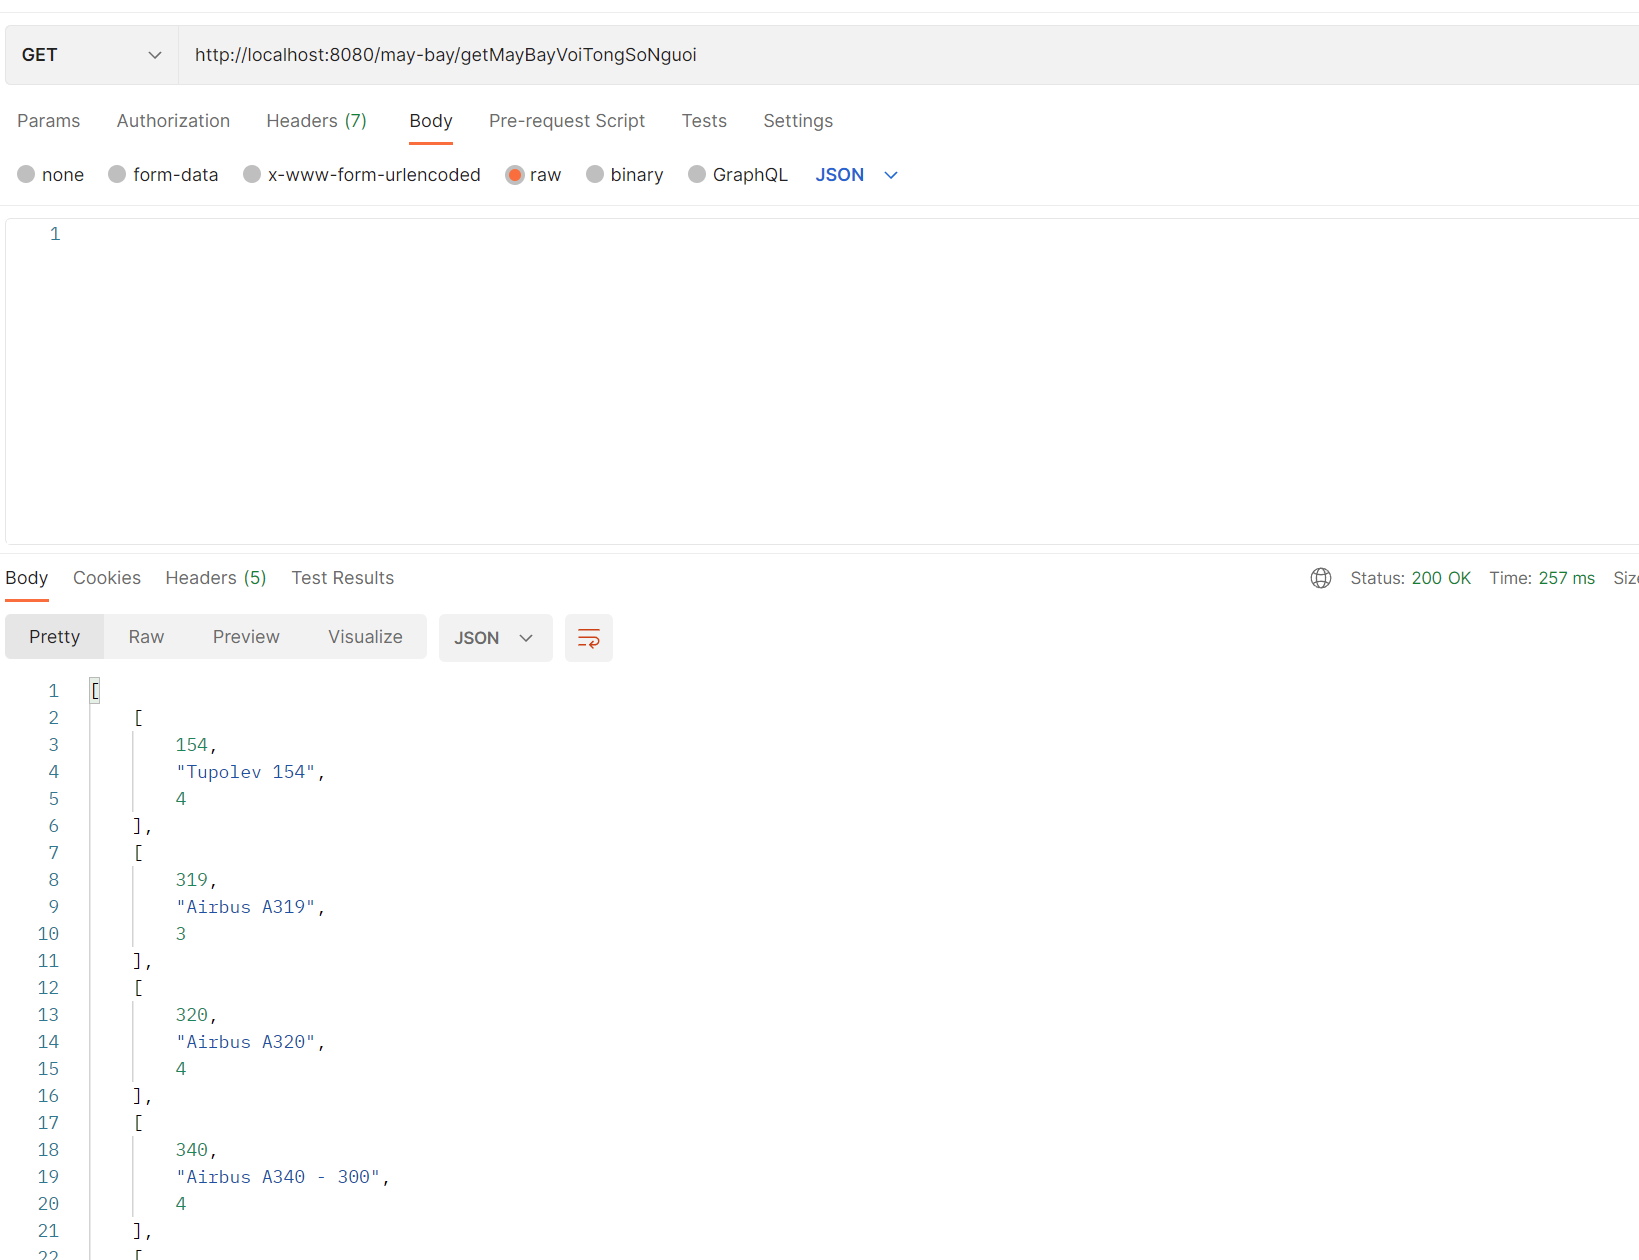 GET http://localhost:8080/may-bay/getMayBayVoiTongSoNguoi
Params Authorization Headers (7) Body Pre-request Script Tests Settings
none form-data x-www-form-urlencoded raw binary GraphQL JSON
1
Body Cookies Headers (5) Test Results Status: 200 OK Time: 257 ms Size
Pretty Raw Preview Visualize JSON
1 [
2 [
3 154,
4 "Tupolev 154",
5 4
6 ],
7 [
8 319,
9 "Airbus A319",
10 3
11 ],
12 [
13 320,
14 "Airbus A320",
15 4
16 ],
17 [
18 340,
19 "Airbus A340 - 300",
20 4
21 ],
22 [